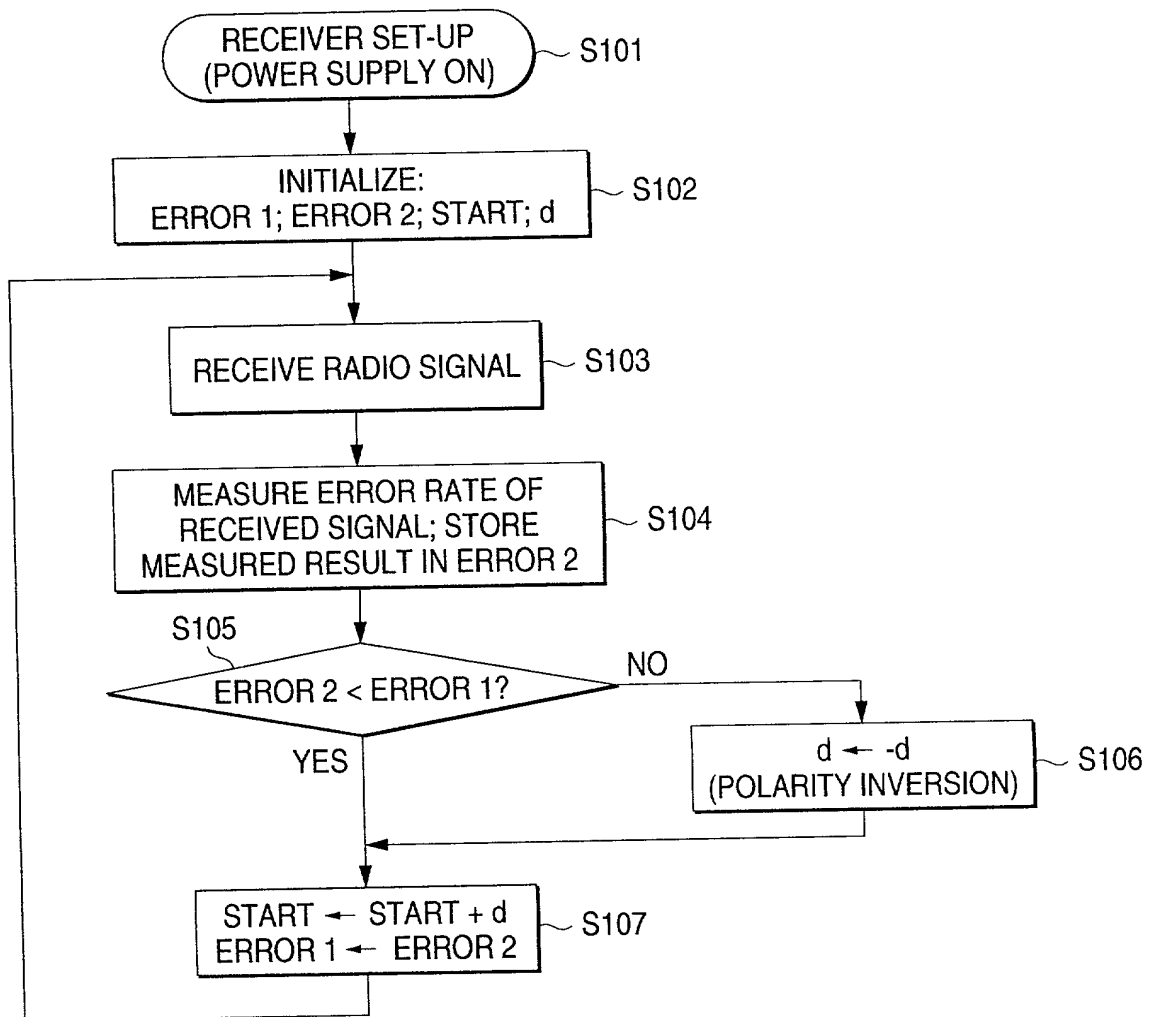 RECEIVER SET-UP
(POWER SUPPLY ON)
S101
INITIALIZE:
ERROR 1; ERROR 2; START; d
S102
RECEIVE RADIO SIGNAL
S103
MEASURE ERROR RATE OF
RECEIVED SIGNAL; STORE
MEASURED RESULT IN ERROR 2
S104
S105
ERROR 2 < ERROR 1?
NO
YES
d ← -d
(POLARITY INVERSION)
S106
START ← START + d
ERROR 1 ← ERROR 2
S107